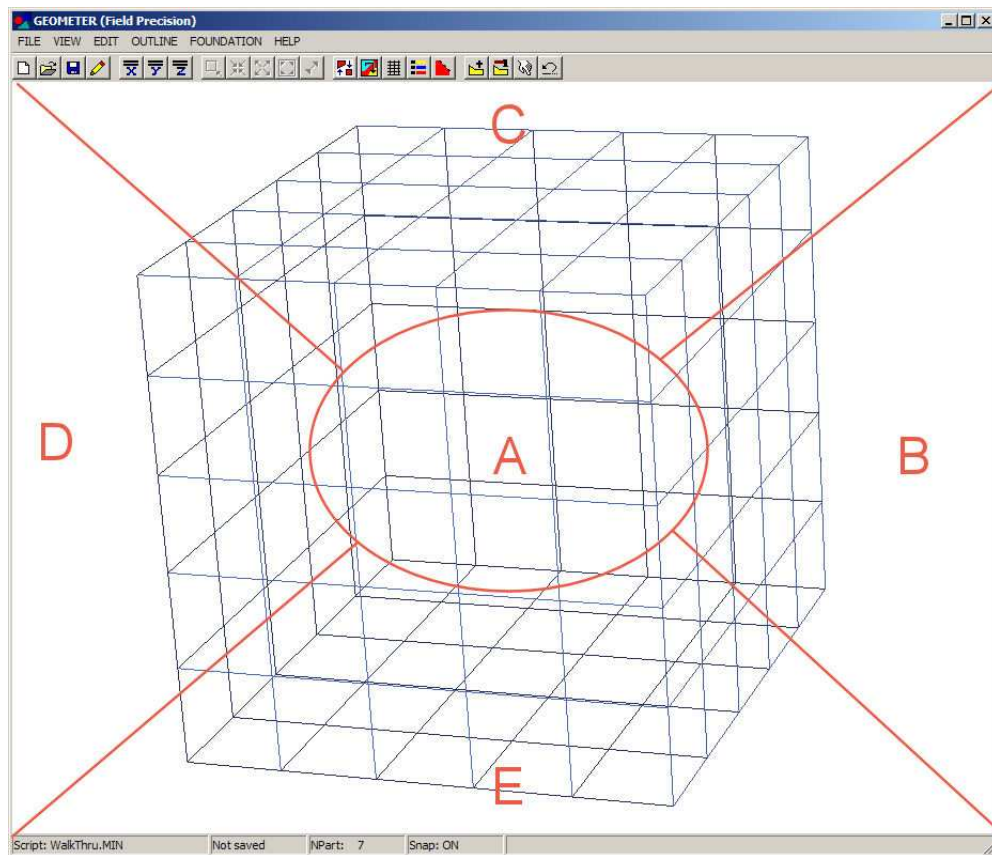 GEOMETER (Field Precision)
FILE VIEW EDIT OUTLINE FOUNDATION HELP
X Y Z
C
D A B
E
Script: WalkThru.MIN Not saved NPart: 7 Snap: ON